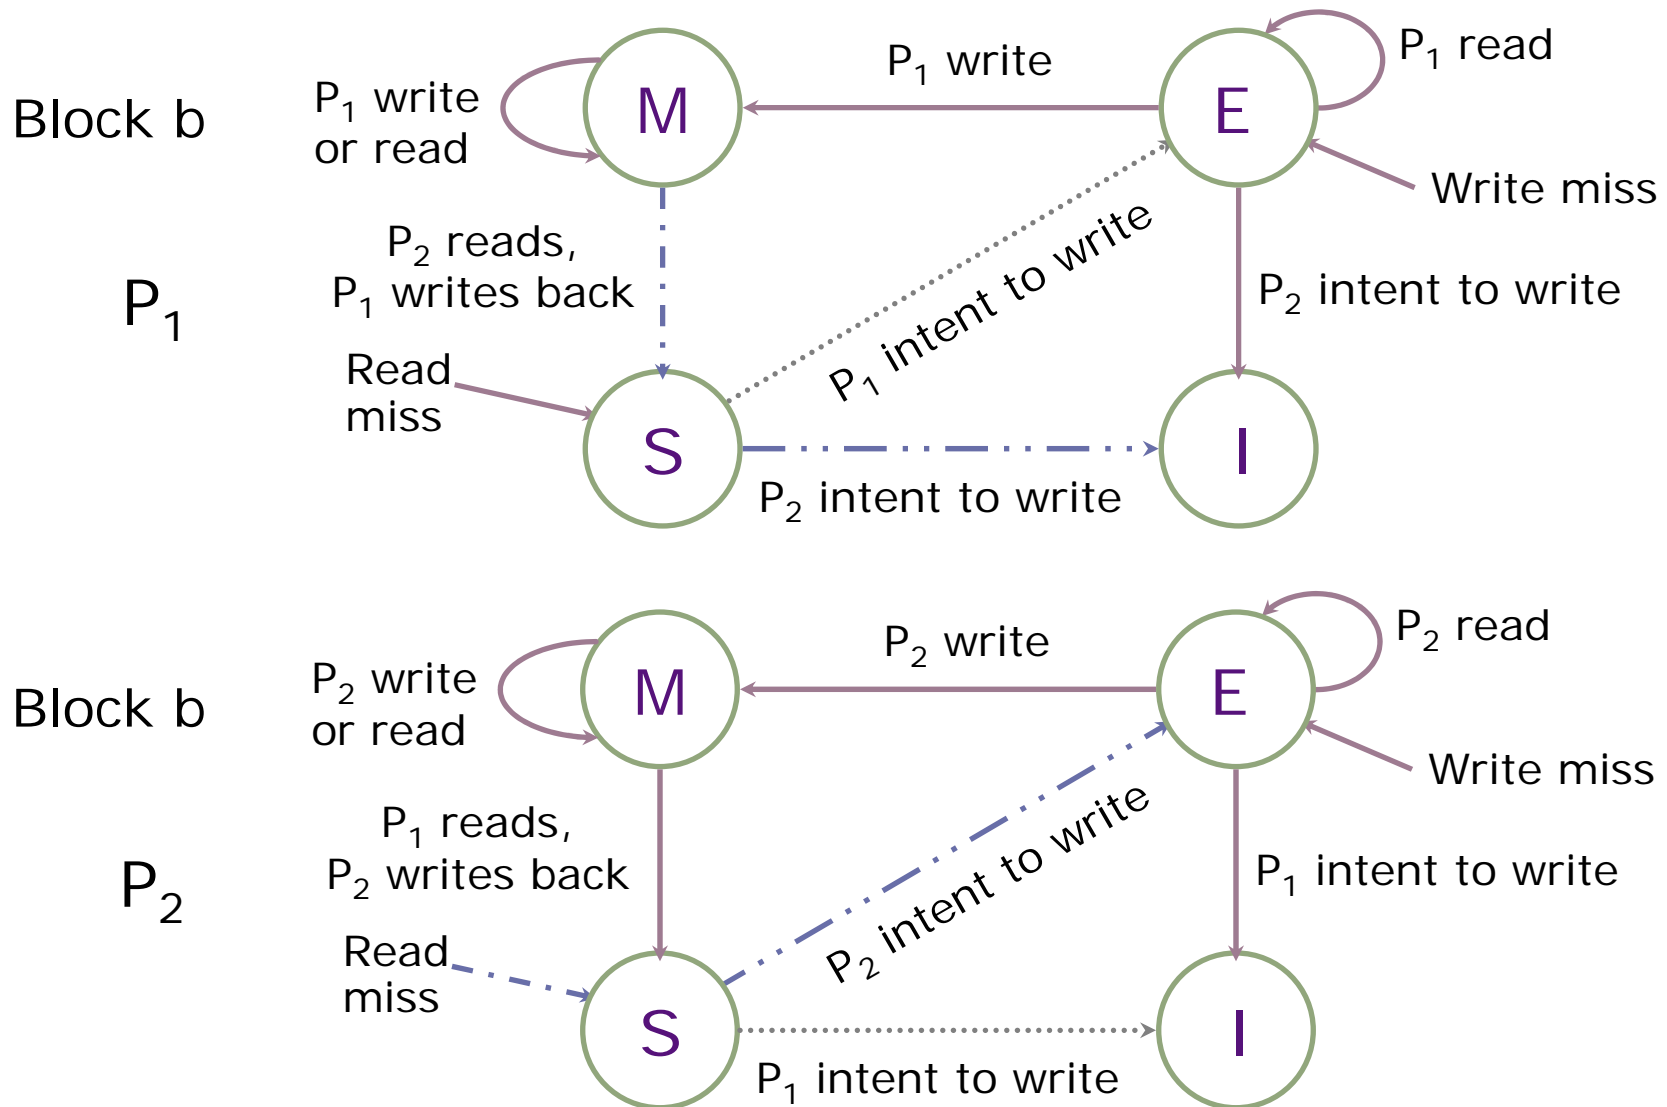 P₁ write
P₁ read
M
E
Block b
P₁ write
or read
Write miss
P₂ reads,
P₁ writes back
P₁ intent to write
P₂ intent to write
P₁
Read
miss
S
I
P₂ intent to write
P₂ write
P₂ read
M
E
Block b
P₂ write
or read
Write miss
P₁ reads,
P₂ writes back
P₂ intent to write
P₁ intent to write
P₂
Read
miss
S
I
P₁ intent to write